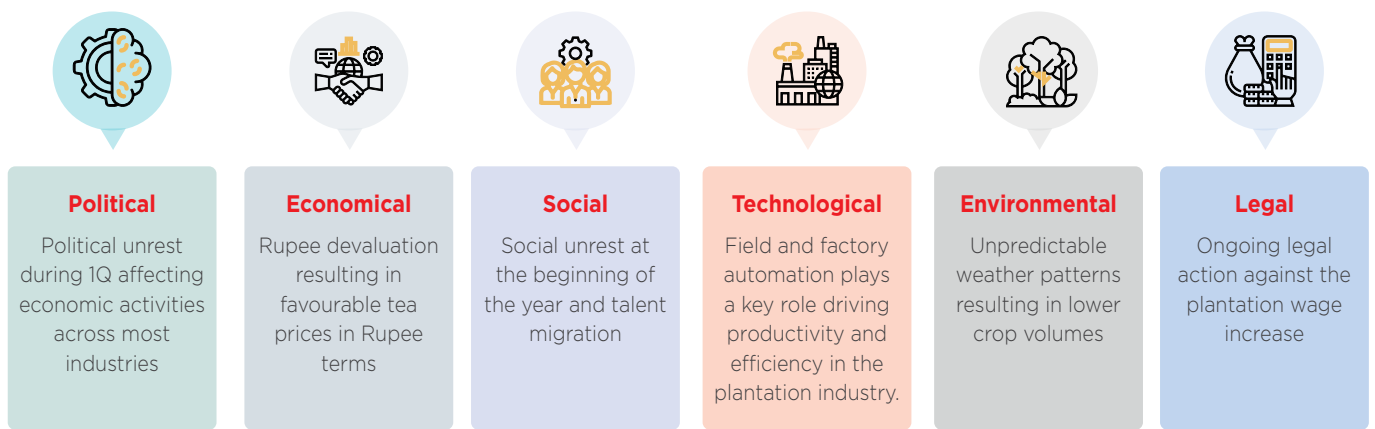 Political
Political unrest
during 1Q affecting
economic activities
across most
industries
Economical
Rupee devaluation
resulting in
favourable tea
prices in Rupee
terms
Social
Social unrest at
the beginning of
the year and talent
migration
Technological
Field and factory
automation plays
a key role driving
productivity and
efficiency in the
plantation industry.
Environmental
Unpredictable
weather patterns
resulting in lower
crop volumes
Legal
Ongoing legal
action against the
plantation wage
increase